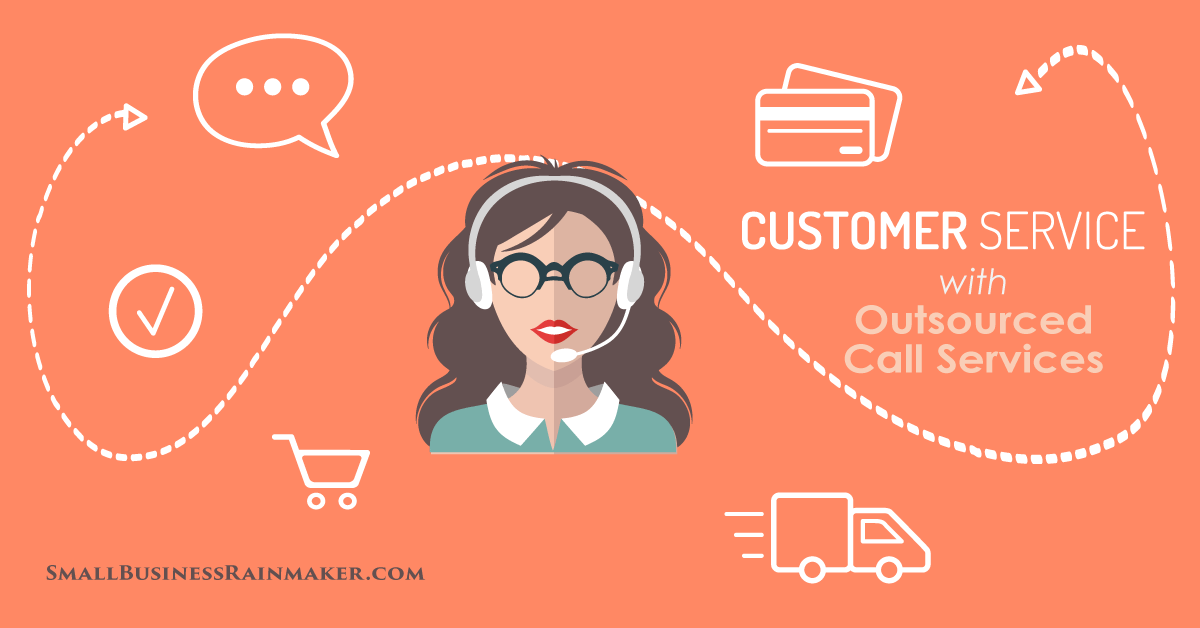 CUSTOMER SERVICE
with
Outsourced
Call Services
SmallBusinessRainmaker.com